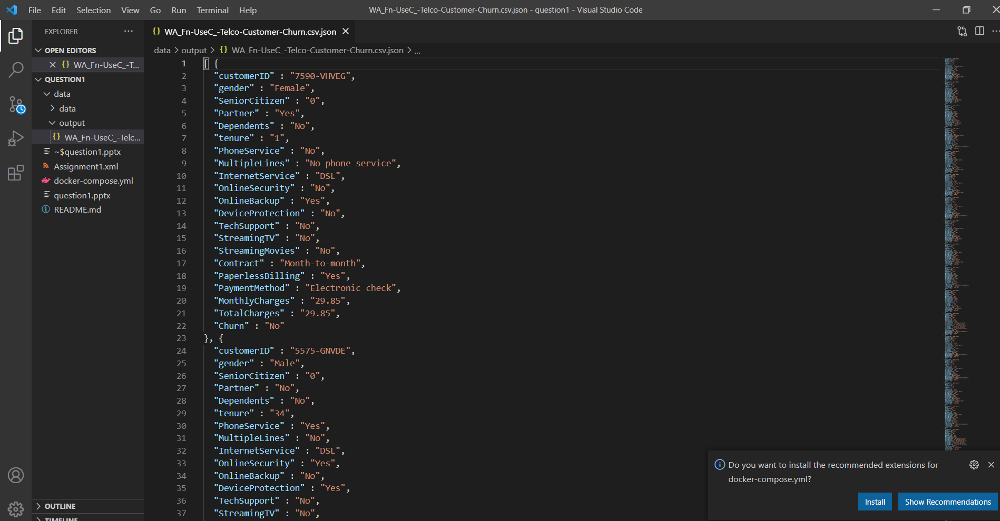 File Edit Selection View Go Run Terminal Help
WA_Fn-UseC_-Telco-Customer-Churn.csv.json - question1 - Visual Studio Code
EXPLORER
OPEN EDITORS
WA_Fn-UseC_-T...
QUESTION1
data
data
output
WA_Fn-UseC_-Telc...
~$question1.pptx
Assignment1.xml
docker-compose.yml
question1.pptx
README.md
OUTLINE
TIMELINE
WA_Fn-UseC_-Telco-Customer-Churn.csv.json
data > output > {} WA_Fn-UseC_-Telco-Customer-Churn.csv.json > ...
1 [ {
2 "customerID" : "7590-VHVEG",
3 "gender" : "Female",
4 "SeniorCitizen" : "0",
5 "Partner" : "Yes",
6 "Dependents" : "No",
7 "tenure" : "1",
8 "PhoneService" : "No",
9 "MultipleLines" : "No phone service",
10 "InternetService" : "DSL",
11 "OnlineSecurity" : "No",
12 "OnlineBackup" : "Yes",
13 "DeviceProtection" : "No",
14 "TechSupport" : "No",
15 "StreamingTV" : "No",
16 "StreamingMovies" : "No",
17 "Contract" : "Month-to-month",
18 "PaperlessBilling" : "Yes",
19 "PaymentMethod" : "Electronic check",
20 "MonthlyCharges" : "29.85",
21 "TotalCharges" : "29.85",
22 "Churn" : "No"
23 }, {
24 "customerID" : "5575-GNVDE",
25 "gender" : "Male",
26 "SeniorCitizen" : "0",
27 "Partner" : "No",
28 "Dependents" : "No",
29 "tenure" : "34",
30 "PhoneService" : "Yes",
31 "MultipleLines" : "No",
32 "InternetService" : "DSL",
33 "OnlineSecurity" : "Yes",
34 "OnlineBackup" : "No",
35 "DeviceProtection" : "Yes",
36 "TechSupport" : "No",
37 "StreamingTV" : "No",
Do you want to install the recommended extensions for
docker-compose.yml?
Install
Show Recommendations